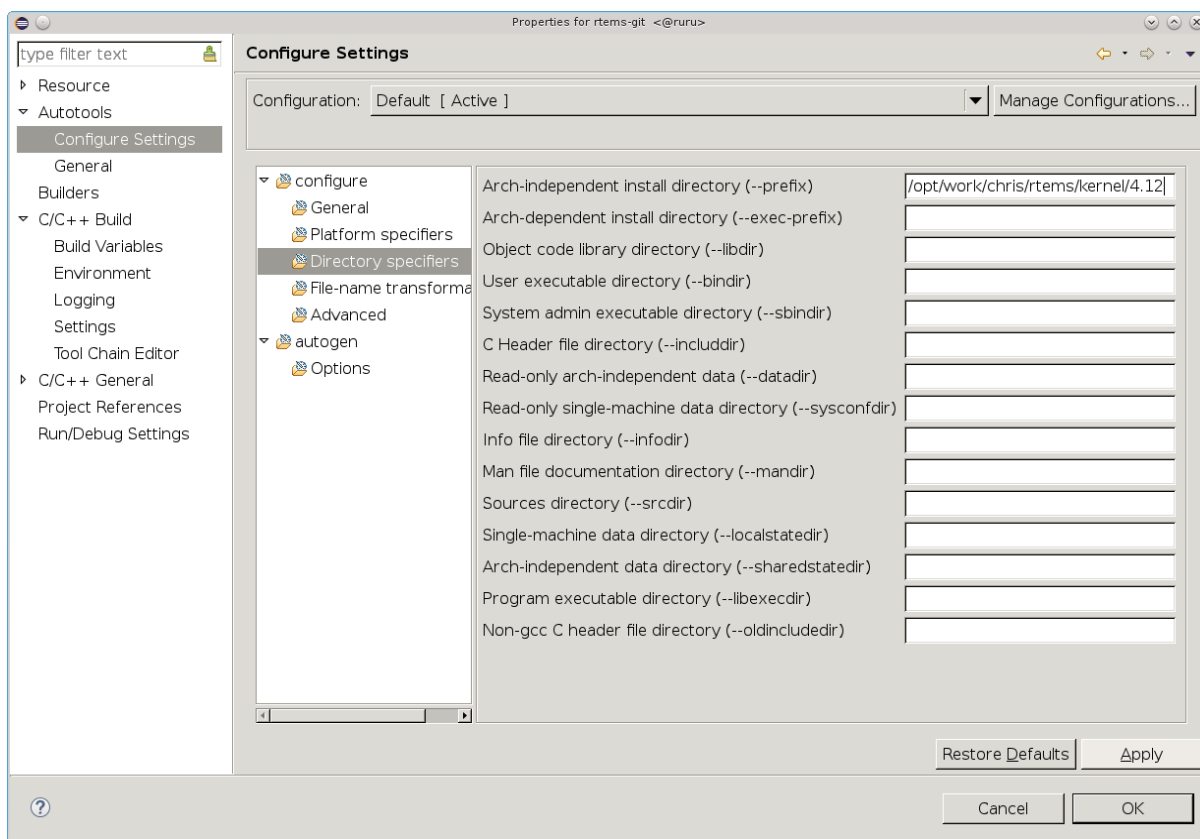 Properties for rtems-git <@ruru>
type filter text
Resource
Autotools
Configure Settings
General
Builders
C/C++ Build
Build Variables
Environment
Logging
Settings
Tool Chain Editor
C/C++ General
Project References
Run/Debug Settings
Configure Settings
Configuration: Default [ Active ] Manage Configurations...
configure
General
Platform specifiers
Directory specifiers
File-name transforma
Advanced
autogen
Options
Arch-independent install directory (--prefix) /opt/work/chris/rtems/kernel/4.12
Arch-dependent install directory (--exec-prefix)
Object code library directory (--libdir)
User executable directory (--bindir)
System admin executable directory (--sbindir)
C Header file directory (--includdir)
Read-only arch-independent data (--datadir)
Read-only single-machine data directory (--sysconfdir)
Info file directory (--infodir)
Man file documentation directory (--mandir)
Sources directory (--srcdir)
Single-machine data directory (--localstatedir)
Arch-independent data directory (--sharedstatedir)
Program executable directory (--libexecdir)
Non-gcc C header file directory (--oldincludedir)
Restore Defaults Apply
? Cancel OK